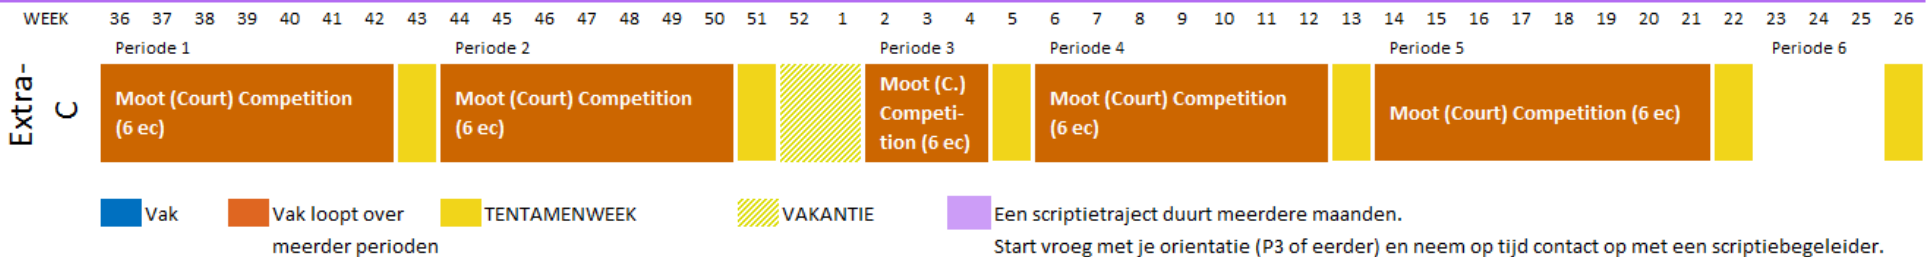 WEEK 36 37 38 39 40 41 42 43 44 45 46 47 48 49 50 51 52 1 2 3 4 5 6 7 8 9 10 11 12 13 14 15 16 17 18 19 20 21 22 23 24 25 26
Periode 1 Periode 2 Periode 3 Periode 4 Periode 5 Periode 6
Extra-
C
Moot (Court) Competition
(6 ec)
Moot (Court) Competition
(6 ec)
Moot (C.)
Competi-
tion (6 ec)
Moot (Court) Competition
(6 ec)
Moot (Court) Competition (6 ec)
Vak
Vak loopt over
meerder perioden
TENTAMENWEEK
VAKANTIE
Een scriptietraject duurt meerdere maanden.
Start vroeg met je orientatie (P3 of eerder) en neem op tijd contact op met een scriptiebegeleider.